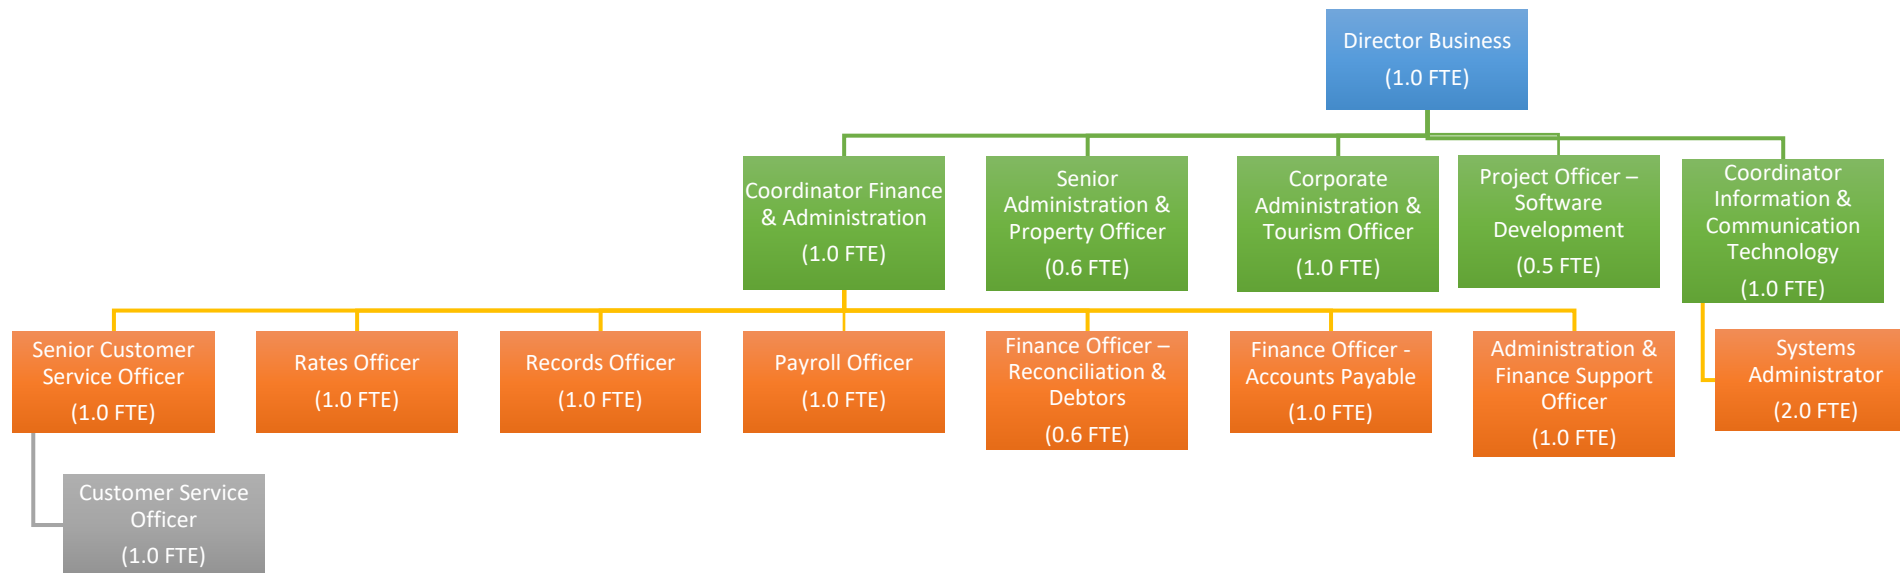 Director Business
(1.0 FTE)
Coordinator Finance
& Administration
(1.0 FTE)
Senior
Administration &
Property Officer
(0.6 FTE)
Corporate
Administration &
Tourism Officer
(1.0 FTE)
Project Officer –
Software
Development
(0.5 FTE)
Coordinator
Information &
Communication
Technology
(1.0 FTE)
Senior Customer
Service Officer
(1.0 FTE)
Rates Officer
(1.0 FTE)
Records Officer
(1.0 FTE)
Payroll Officer
(1.0 FTE)
Finance Officer –
Reconciliation &
Debtors
(0.6 FTE)
Finance Officer -
Accounts Payable
(1.0 FTE)
Administration &
Finance Support
Officer
(1.0 FTE)
Systems
Administrator
(2.0 FTE)
Customer Service
Officer
(1.0 FTE)